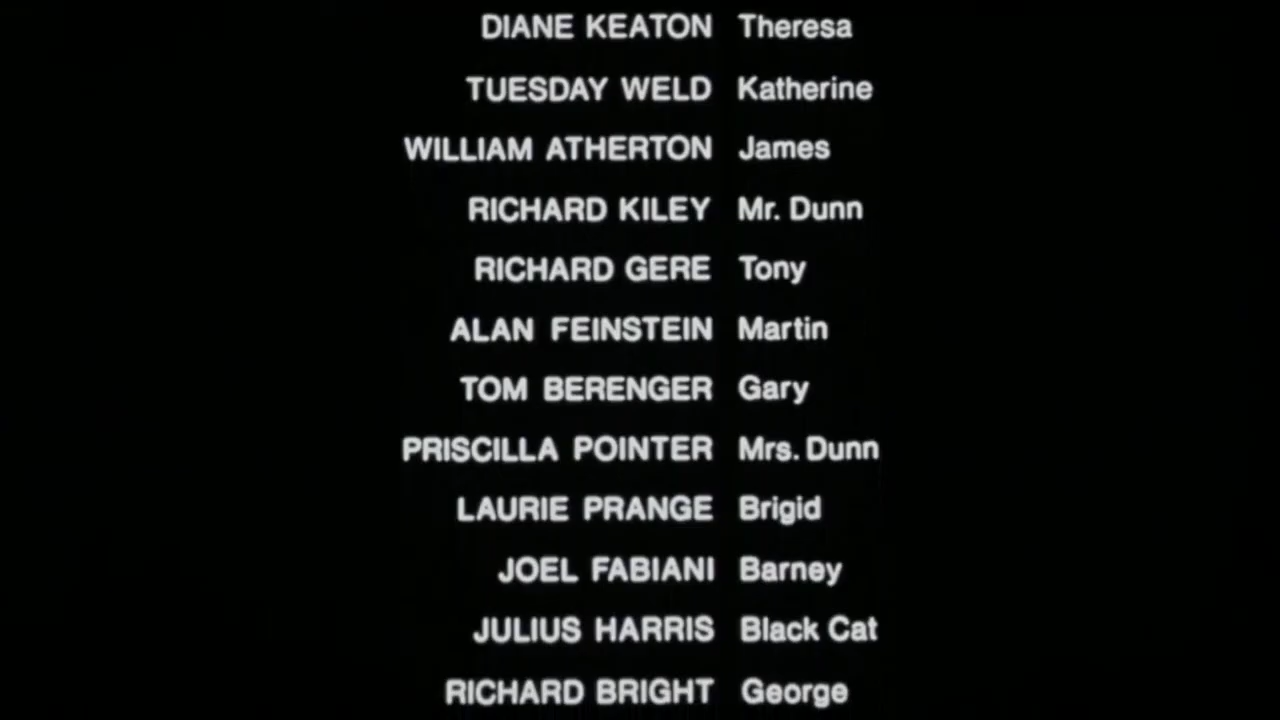 DIANE KEATON Theresa
TUESDAY WELD Katherine
WILLIAM ATHERTON James
RICHARD KILEY Mr. Dunn
RICHARD GERE Tony
ALAN FEINSTEIN Martin
TOM BERENGER Gary
PRISCILLA POINTER Mrs. Dunn
LAURIE PRANGE Brigid
JOEL FABIANI Barney
JULIUS HARRIS Black Cat
RICHARD BRIGHT George